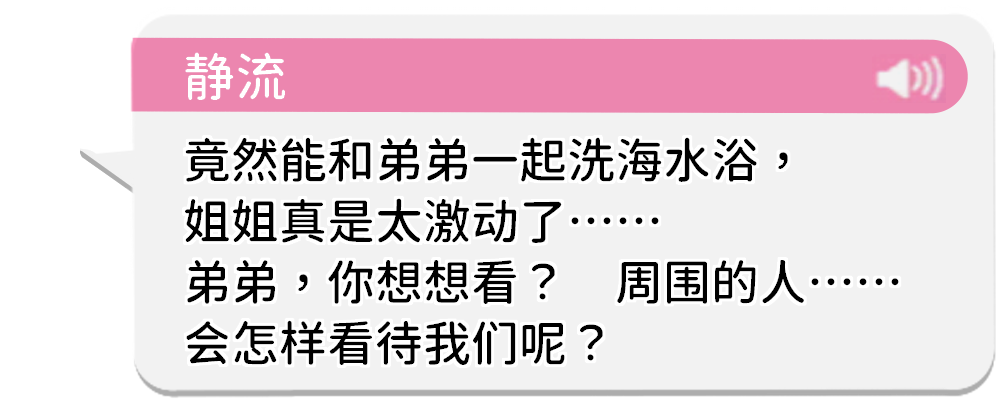 静流
竟然能和弟弟一起洗海水浴，
姐姐真是太激动了……
弟弟，你想想看？　周围的人……
会怎样看待我们呢？